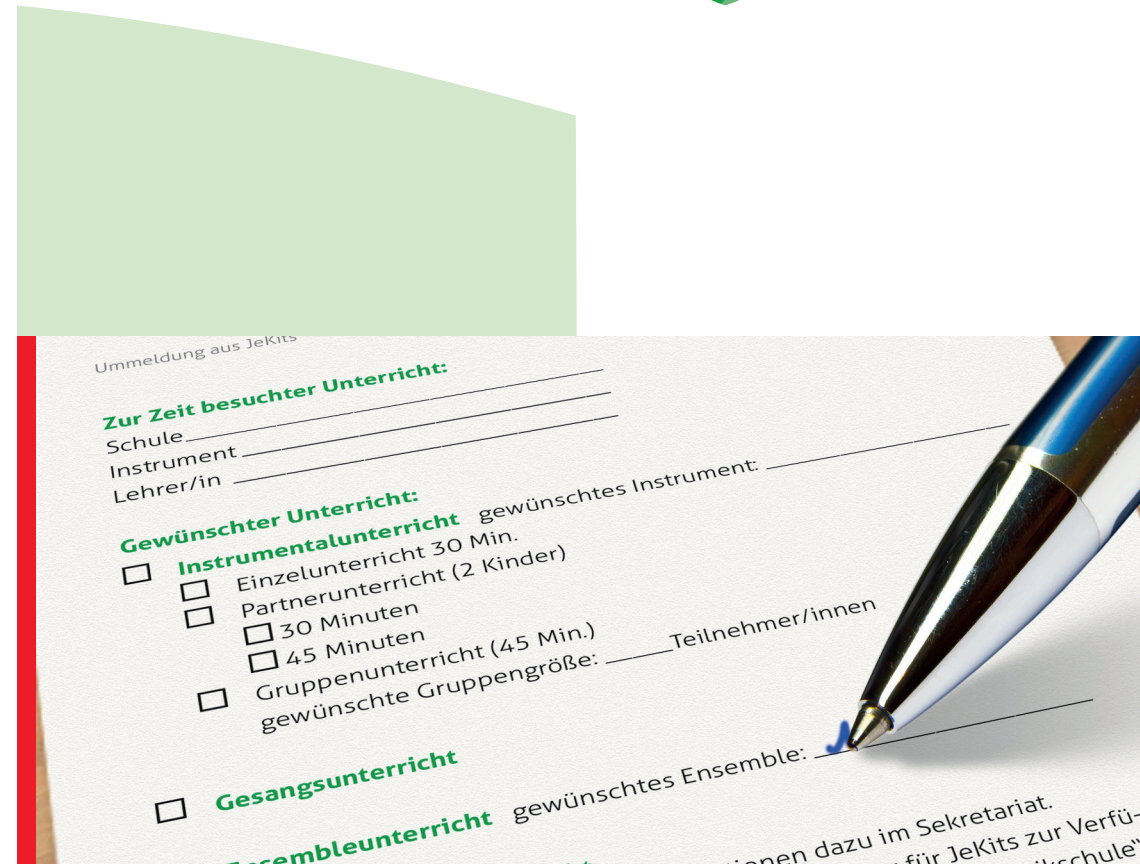 Ummeldung aus JeKits
Zur Zeit besuchter Unterricht:
Schule
Instrument
Lehrer/in
Gewünschter Unterricht:
Instrumentalunterricht gewünschtes Instrument:
Einzelunterricht 30 Min.
Partnerunterricht (2 Kinder)
30 Minuten
45 Minuten
Gruppenunterricht (45 Min.)
gewünschte Gruppengröße: ______Teilnehmer/innen
Gesangsunterricht
gewünschtes Ensemble:
dazu im Sekretariat.
für JeKits zur Verfü-